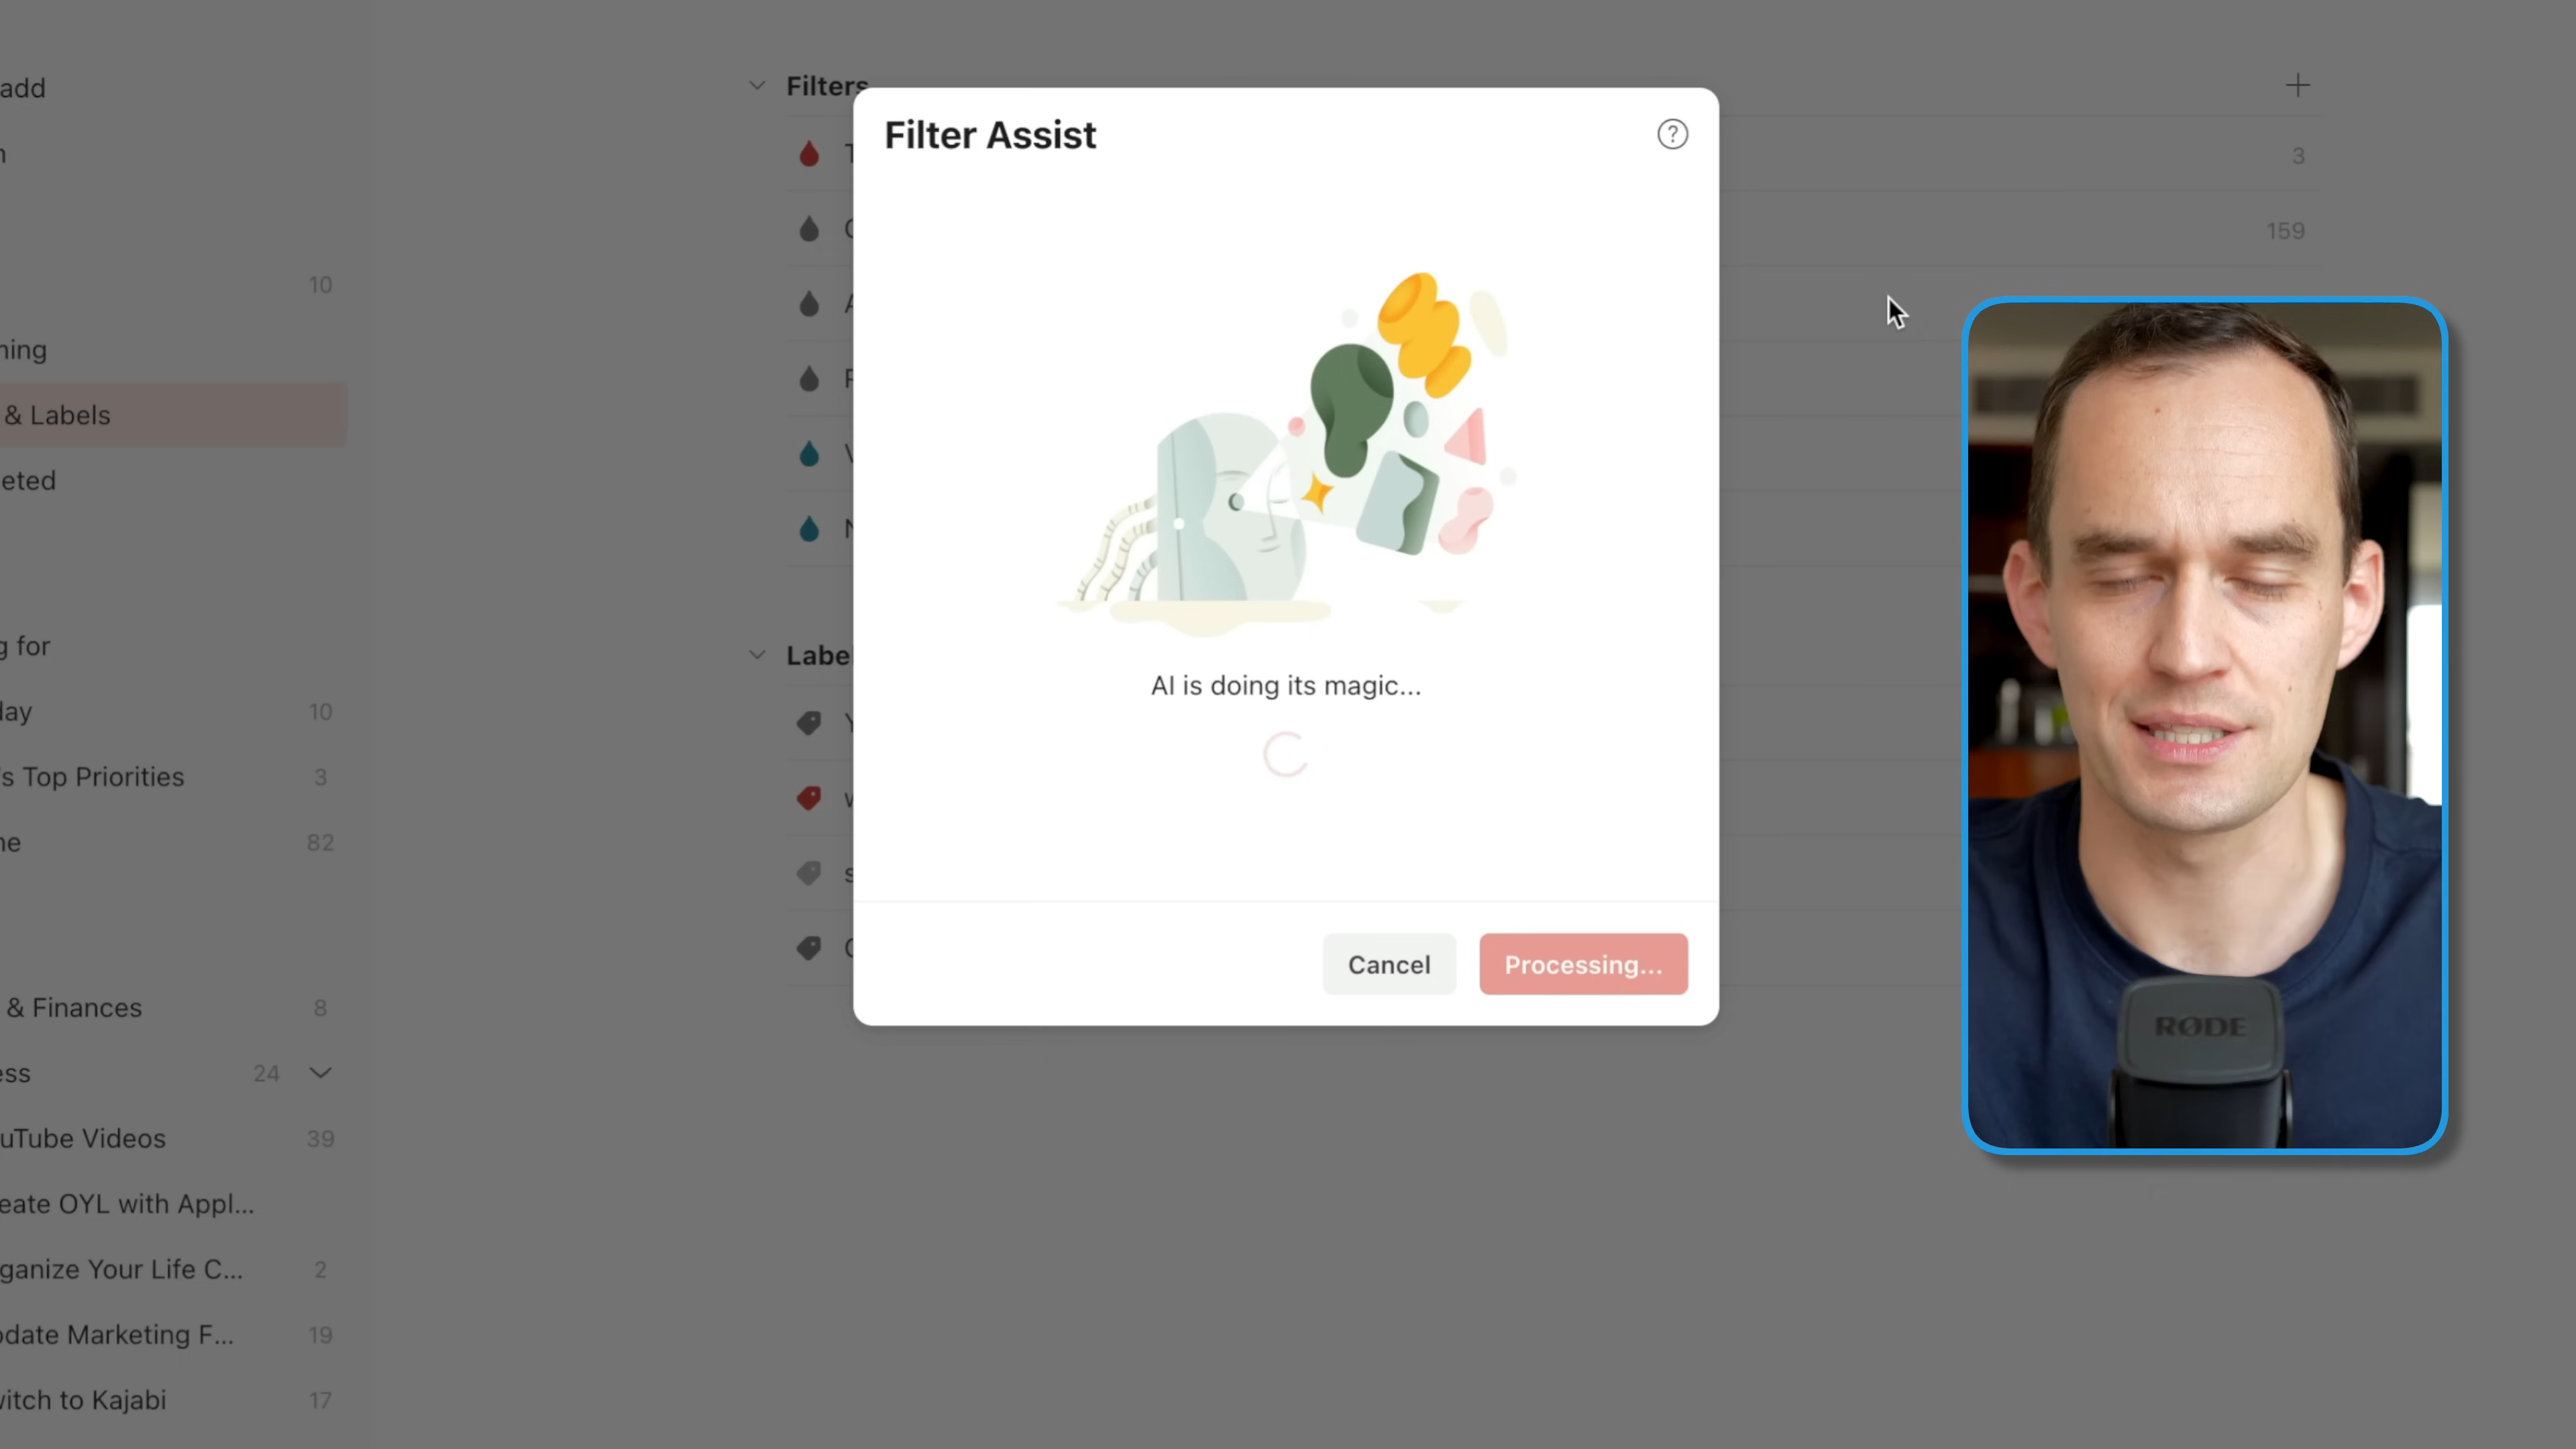 add
10
& Labels
eted
g for
lay
10
's Top Priorities
3
ne
82
& Finances
8
ess
24
uTube Videos
39
eate OYL with Appl...
ganize Your Life C...
2
odate Marketing F...
19
witch to Kajabi
17
Filters
3
159
Labe
Filter Assist
?
AI is doing its magic...
Cancel
Processing...
RØDE